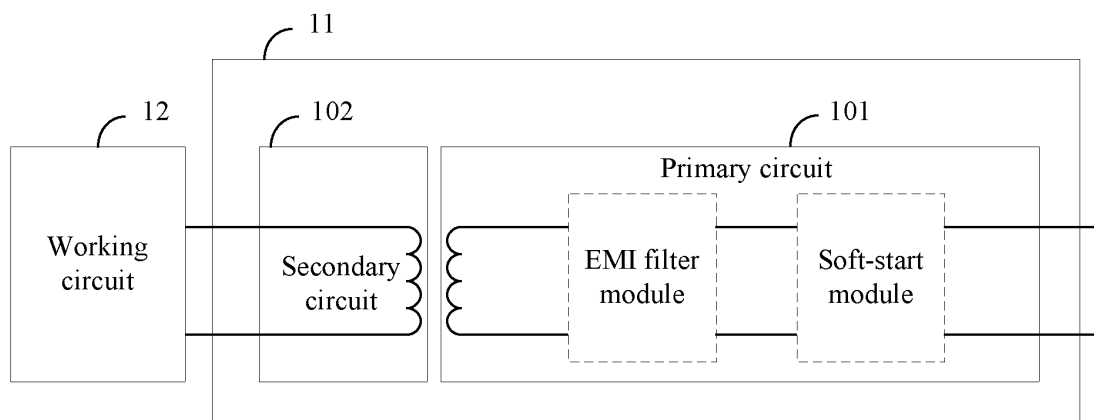 11
12
102
101
Primary circuit
Working
circuit
Secondary
circuit
EMI filter
module
Soft-start
module